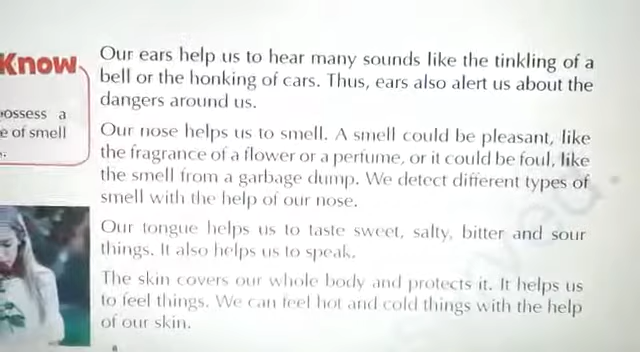 Know
ossess a
e of smell
Our ears help us to hear many sounds like the tinkling of a
bell or the honking of cars. Thus, ears also alert us about the
dangers around us.
Our nose helps us to smell. A smell could be pleasant, like
the fragrance of a flower or a perfume, or it could be foul, like
the smell from a garbage dump. We detect different types of
smell with the help of our nose.
Our tongue helps us to taste sweet, salty, bitter and sour
things. It also helps us to speak.
The skin covers our whole body and protects it. It helps us
to feel things. We can feel hot and cold things with the help
of our skin.